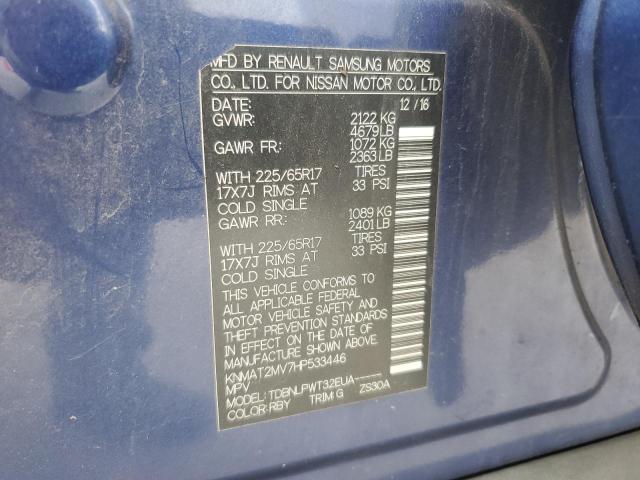 MFD BY RENAULT SAMSUNG MOTORS
CO., LTD. FOR NISSAN MOTOR CO., LTD.
DATE: 12 / 16
GVWR: 2122 KG
4679 LB
GAWR FR: 1072 KG
2363 LB
WITH 225/65R17 TIRES
17X7J RIMS AT 33 PSI
COLD SINGLE
GAWR RR: 1089 KG
2401 LB
WITH 225/65R17 TIRES
17X7J RIMS AT 33 PSI
COLD SINGLE
THIS VEHICLE CONFORMS TO
ALL APPLICABLE FEDERAL
MOTOR VEHICLE SAFETY AND
THEFT PREVENTION STANDARDS
IN EFFECT ON THE DATE OF
MANUFACTURE SHOWN ABOVE.
KNMAT2MV7HP533446
MPV
MODEL: TDBNLPWT32EUA----- ZS30A
COLOR: RBY TRIM: G